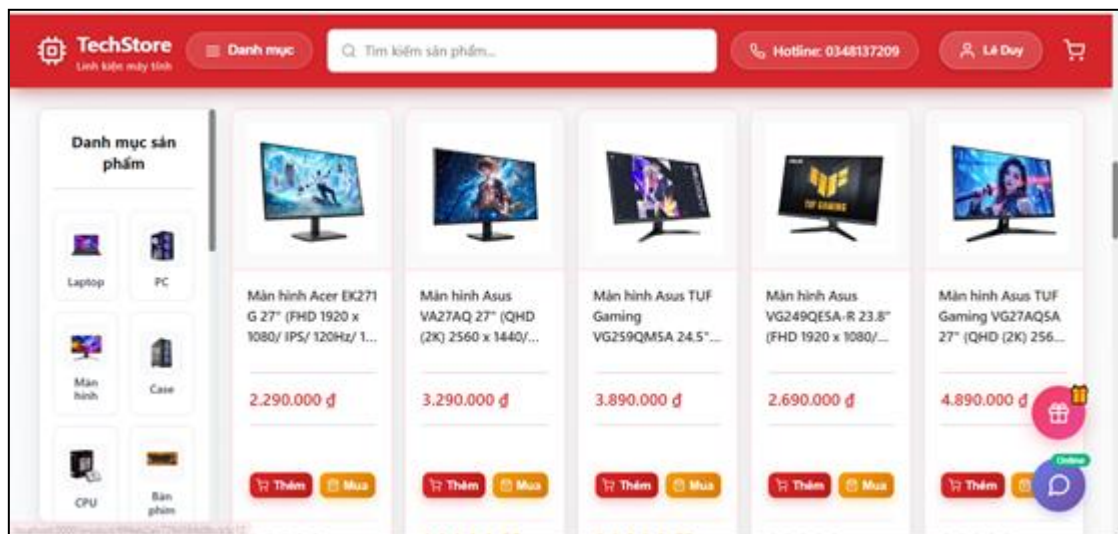 TechStore
Linh kiện máy tính
Danh mục
Tìm kiếm sản phẩm...
Hotline: 0348137209
Lê Duy
Danh mục sản
phẩm
Laptop
PC
Màn
hình
Case
CPU
Bàn
phím
Màn hình Acer EK271
G 27" (FHD 1920 x
1080/ IPS/ 120Hz/ 1...
2.290.000 ₫
Thêm
Mua
Màn hình Asus
VA27AQ 27" (QHD
(2K) 2560 x 1440/...
3.290.000 ₫
Thêm
Mua
Màn hình Asus TUF
Gaming
VG259QM5A 24.5"...
3.890.000 ₫
Thêm
Mua
TUF GAMING
Màn hình Asus
VG249QE5A-R 23.8"
(FHD 1920 x 1080/...
2.690.000 ₫
Thêm
Mua
Màn hình Asus TUF
Gaming VG27AQ5A
27" (QHD (2K) 256...
4.890.000 ₫
Thêm
Online